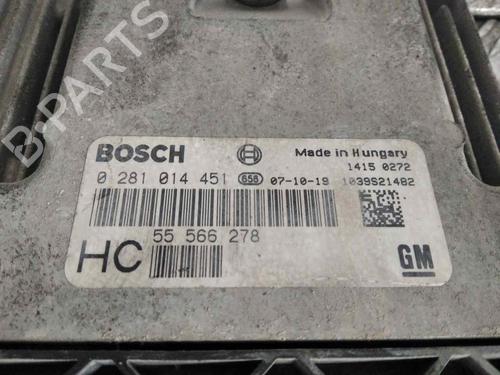 B-PARTS
BOSCH
Made in Hungary
1415 0272
0 281 014 451 656 07-10-19 1039S21482
HC
55 566 278
GM